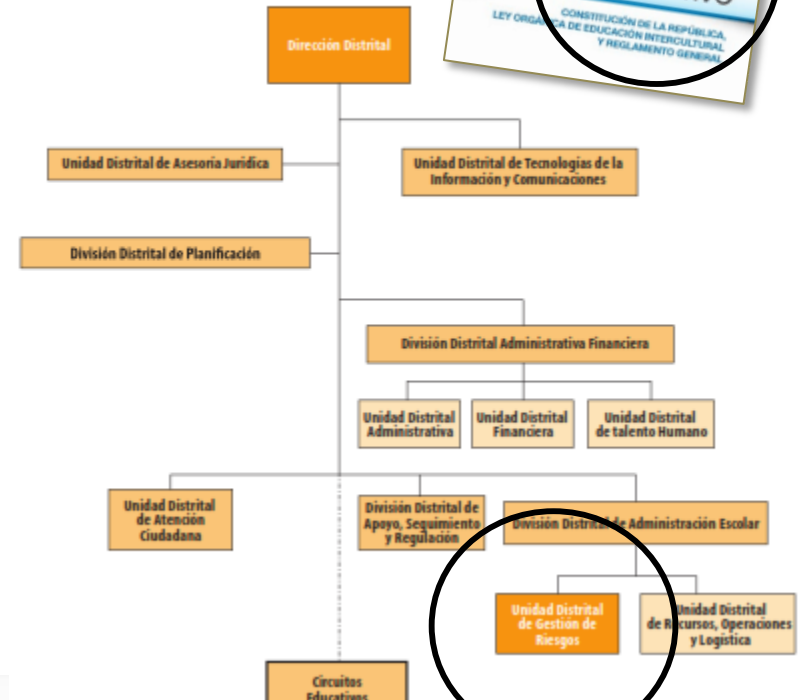 CONSTITUCIÓN DE LA REPÚBLICA,
LEY ORGÁNICA DE EDUCACIÓN INTERCULTURAL
Y REGLAMENTO GENERAL
Dirección Distrital
Unidad Distrital de Asesoría Juridica
Unidad Distrital de Tecnologías de la
Información y Comunicaciones
División Distrital de Planificación
División Distrital Administrativa Financiera
Unidad Distrital
Administrativa
Unidad Distrital
Financiera
Unidad Distrital
de talento Humano
Unidad Distrital
de Atención
Ciudadana
División Distrital de
Apoyo, Seguimiento
y Regulación
División Distrital de Administración Escolar
Unidad Distrital
de Gestión de
Riesgos
Unidad Distrital
de Recursos, Operaciones
y Logística
Circuitos
Educativos